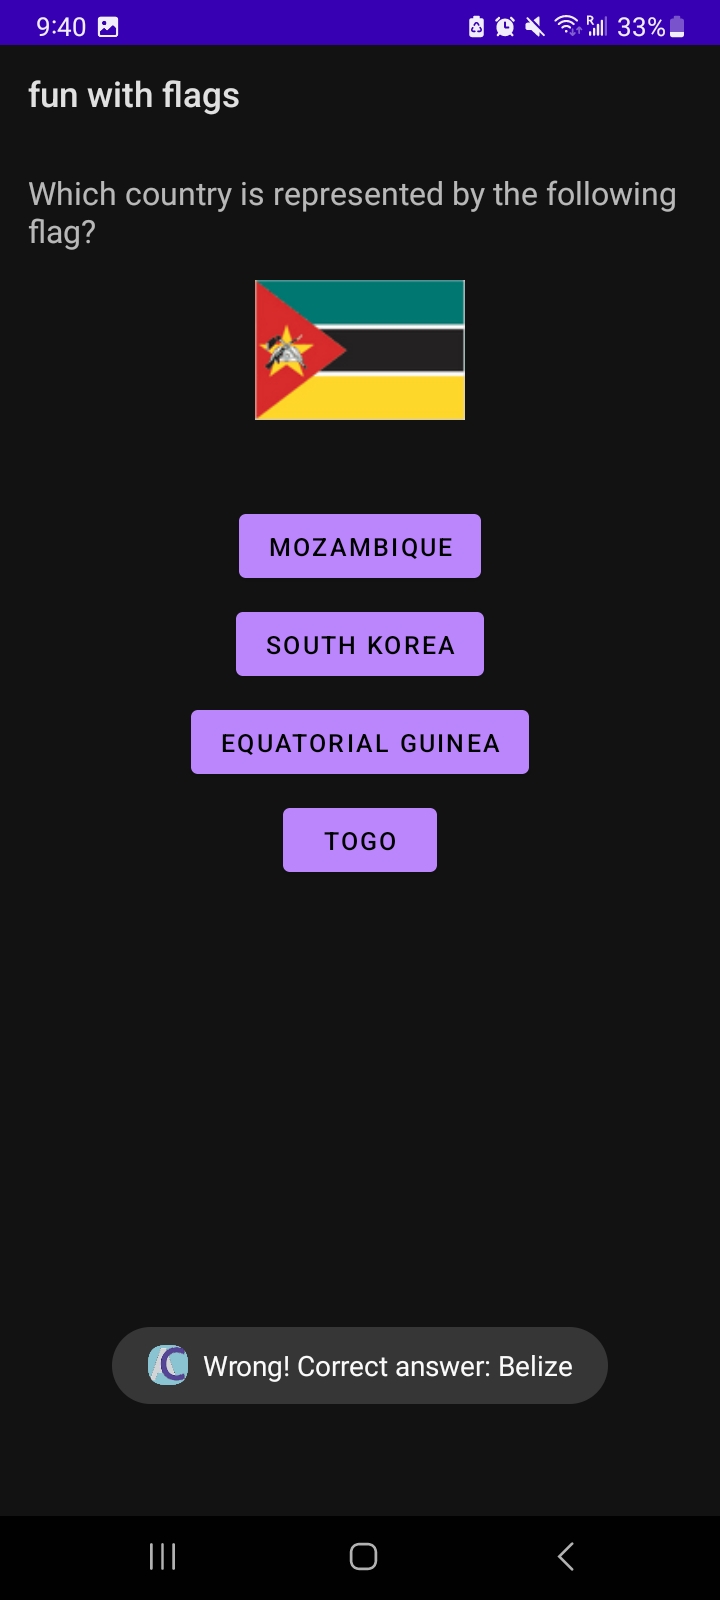 9:40
R
33%
fun with flags
Which country is represented by the following
flag?
MOZAMBIQUE
SOUTH KOREA
EQUATORIAL GUINEA
TOGO
Wrong! Correct answer: Belize